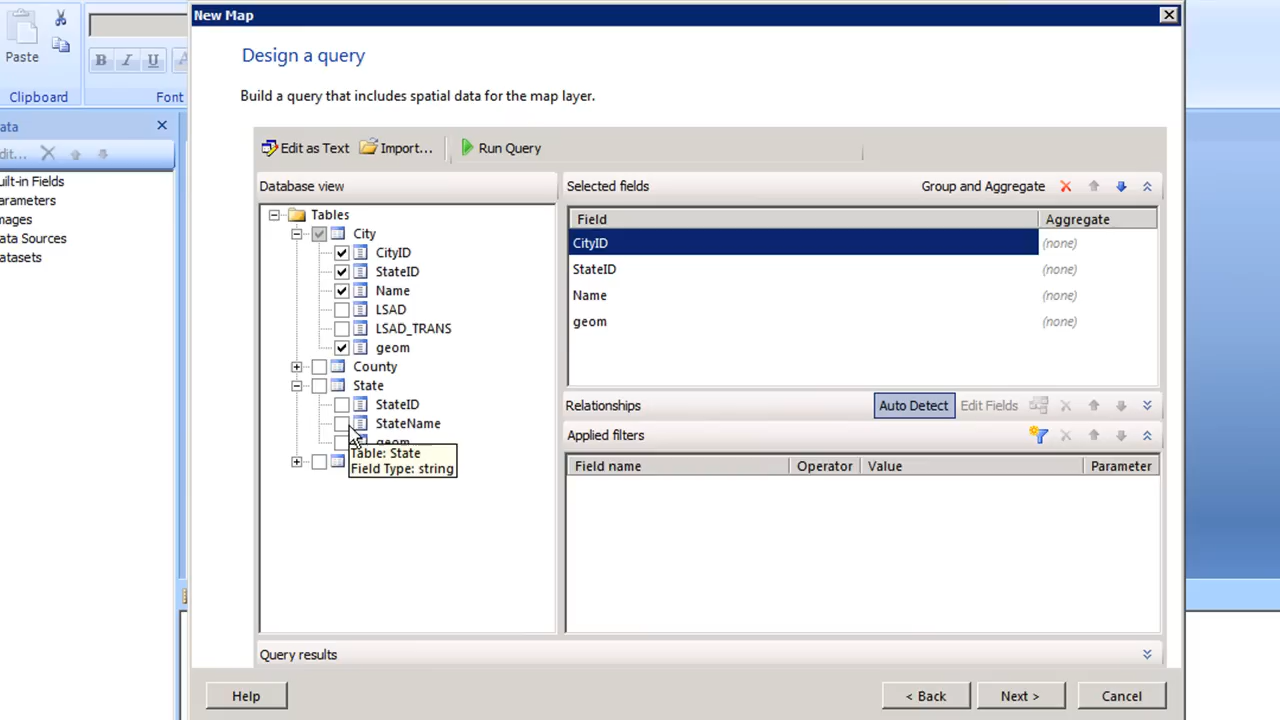 New Map
Paste
B I U A
Clipboard
Font
Design a query
Build a query that includes spatial data for the map layer.
ata
dit...
uilt-in Fields
arameters
mages
ata Sources
atasets
Edit as Text Import... Run Query
Database view
Tables
City
CityID
StateID
Name
LSAD
LSAD_TRANS
geom
County
State
StateID
StateName
geom
Table: State
Field Type: string
Selected fields Group and Aggregate
Field Aggregate
CityID (none)
StateID (none)
Name (none)
geom (none)
Relationships Auto Detect Edit Fields
Applied filters
Field name Operator Value Parameter
Query results
Help < Back Next > Cancel